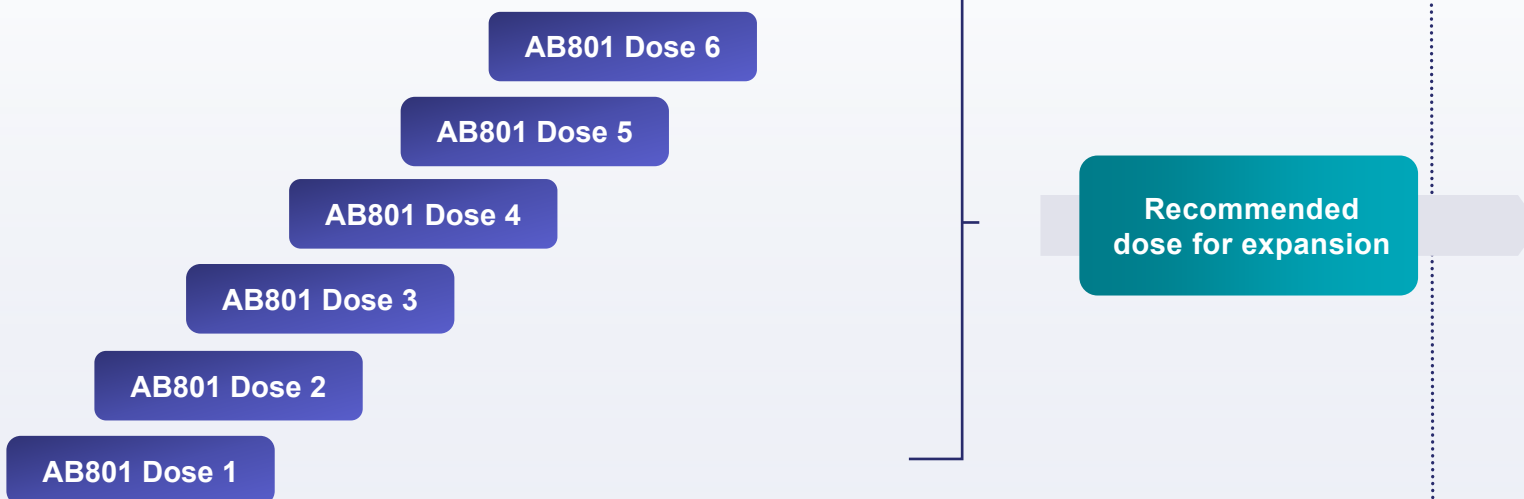 AB801 Dose 6
AB801 Dose 5
AB801 Dose 4
AB801 Dose 3
AB801 Dose 2
AB801 Dose 1
Recommended
dose for expansion